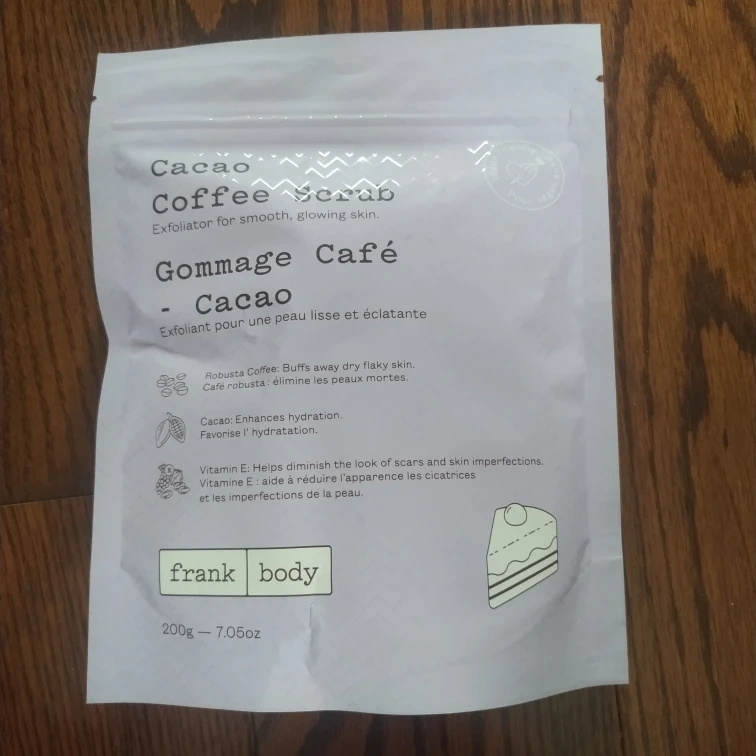 Cacao
Coffee Scrub
Exfoliator for smooth, glowing skin.
Gommage Café
- Cacao
Exfoliant pour une peau lisse et éclatante
Robusta Coffee: Buffs away dry flaky skin.
Café robusta : élimine les peaux mortes.
Cacao: Enhances hydration.
Favorise l' hydratation.
Vitamin E: Helps diminish the look of scars and skin imperfections.
Vitamine E : aide à réduire l'apparence les cicatrices
et les imperfections de la peau.
frank body
200g — 7.05oz